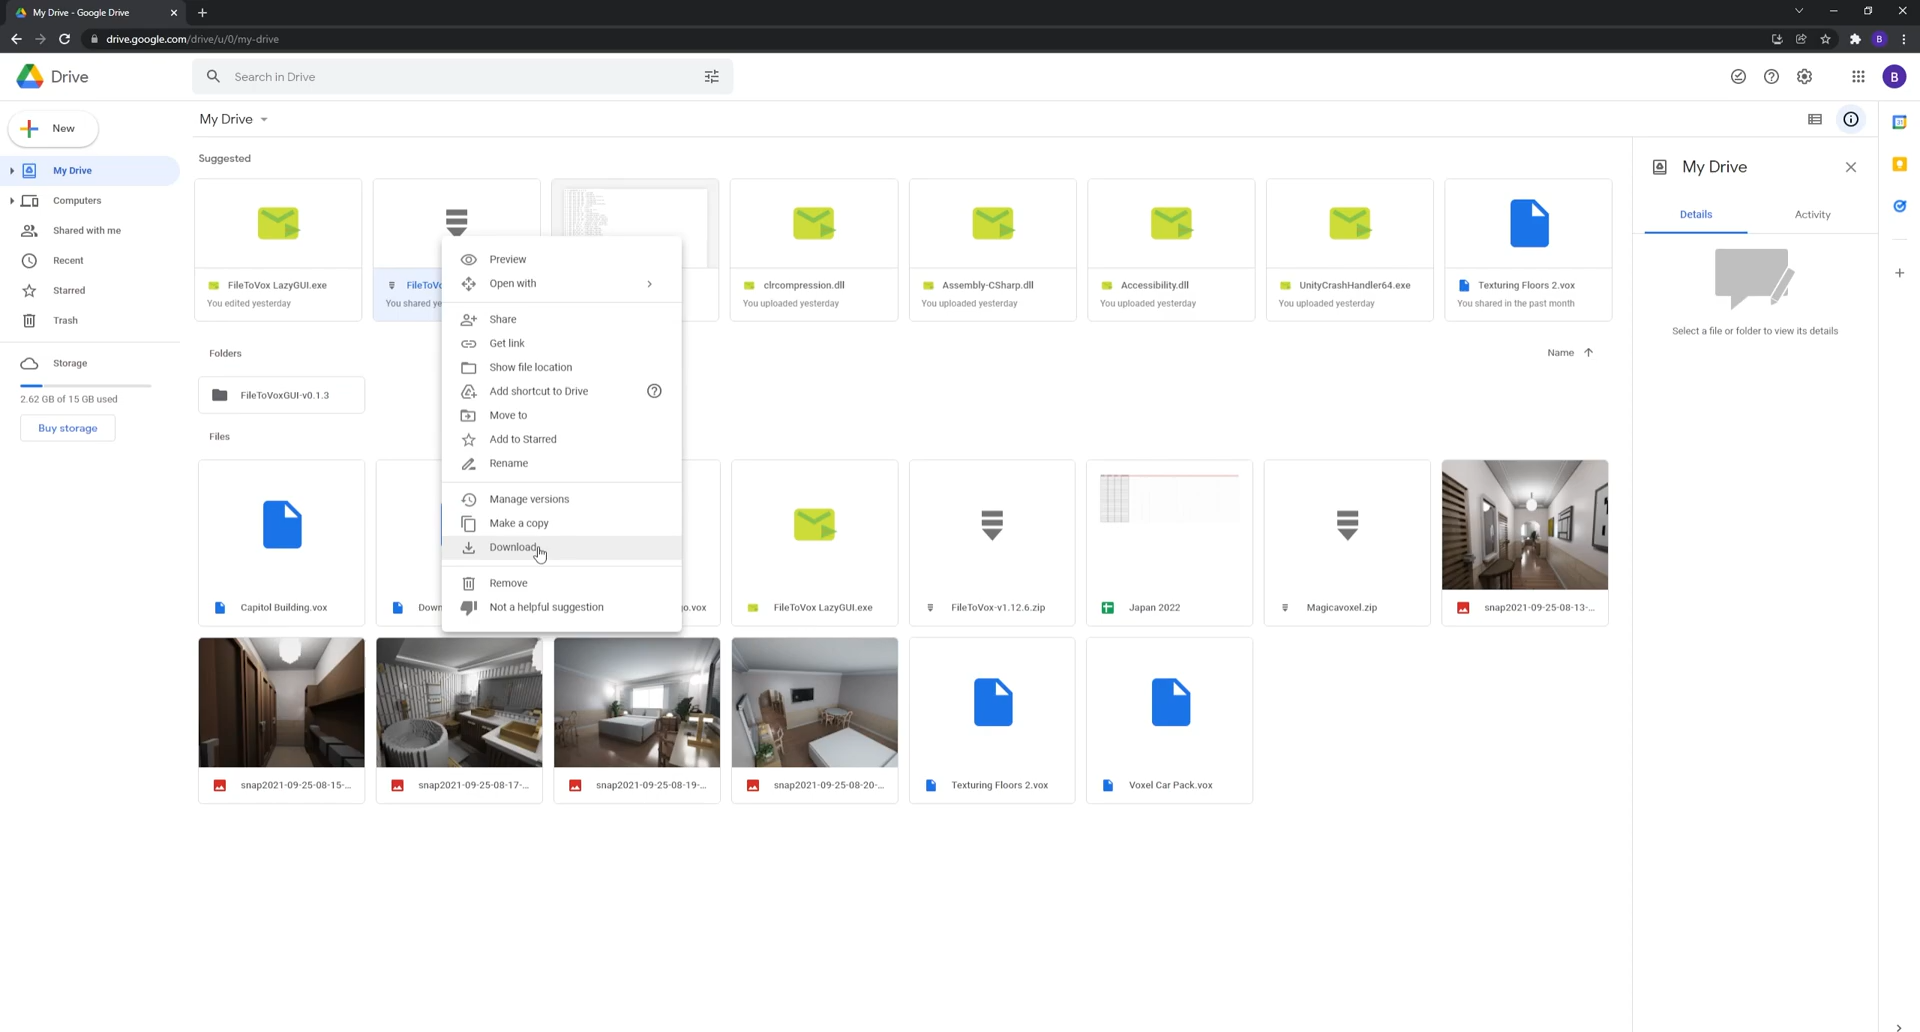 My Drive - Google Drive
drive.google.com/drive/u/0/my-drive
Drive
Search in Drive
B
New
My Drive
Computers
Shared with me
Recent
Starred
Trash
Storage
2.62 GB of 15 GB used
Buy storage
My Drive
Suggested
FileToVox LazyGUI.exe
You edited yesterday
FileToVo
You shared ye
clrcompression.dll
You uploaded yesterday
Assembly-CSharp.dll
You uploaded yesterday
Accessibility.dll
You uploaded yesterday
UnityCrashHandler64.exe
You uploaded yesterday
Texturing Floors 2.vox
You shared in the past month
Folders
Name
FileToVoxGUI-v0.1.3
Files
Preview
Open with
Share
Get link
Show file location
Add shortcut to Drive
Move to
Add to Starred
Rename
Manage versions
Make a copy
Download
Remove
Not a helpful suggestion
Capitol Building.vox
Down
go.vox
FileToVox LazyGUI.exe
FileToVox-v1.12.6.zip
Japan 2022
Magicavoxel.zip
snap2021-09-25-08-13-...
snap2021-09-25-08-15-...
snap2021-09-25-08-17-...
snap2021-09-25-08-19-...
snap2021-09-25-08-20-...
Texturing Floors 2.vox
Voxel Car Pack.vox
My Drive
Details
Activity
Select a file or folder to view its details
31